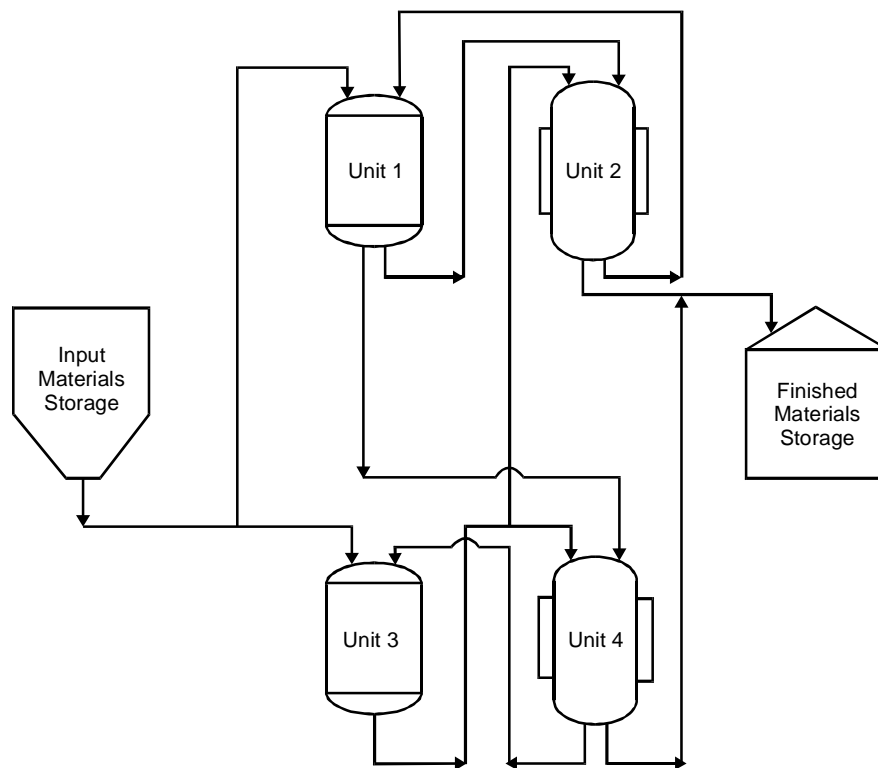 Unit 1
Unit 2
Input
Materials
Storage
Finished
Materials
Storage
Unit 3
Unit 4